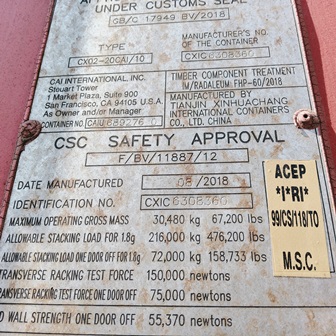 UNDER CUSTOMS SEAL
GB/C 17949 BV/2018
TYPE
CX02-20CAI/10
MANUFACTURER'S NO.
OF THE CONTAINER
CXIC6308360
CAI INTERNATIONAL INC.
Steuart Tower
1 Market Plaza, Suite 900
San Francisco, CA 94105 U.S.A.
As Owner and/or Manager
CONTAINER NO.
TIMBER COMPONENT TREATMENT
IM/RADALEUM FHP-60/2018
MANUFACTURED BY
TIANJIN XINHUACHANG
INTERNATIONAL CONTAINERS
CO., LTD. CHINA
CSC SAFETY APPROVAL
F/BV/11887/12
DATE MANUFACTURED 08/2018
IDENTIFICATION NO. CXIC6308360
MAXIMUM OPERATING GROSS MASS 30,480 kg 67,200 lbs
ALLOWABLE STACKING LOAD FOR 1.8g 216,000 kg 476,200 lbs
ALLOWABLE STACKING LOAD ONE DOOR OFF FOR 1.8g 72,000 kg 158,733 lbs
TRANSVERSE RACKING TEST FORCE 150,000 newtons
TRANSVERSE RACKING TEST FORCE ONE DOOR OFF 75,000 newtons
WALL STRENGTH ONE DOOR OFF 55,370 newtons
ACEP
*I*RI*
99/CS/118/TO
M.S.C.